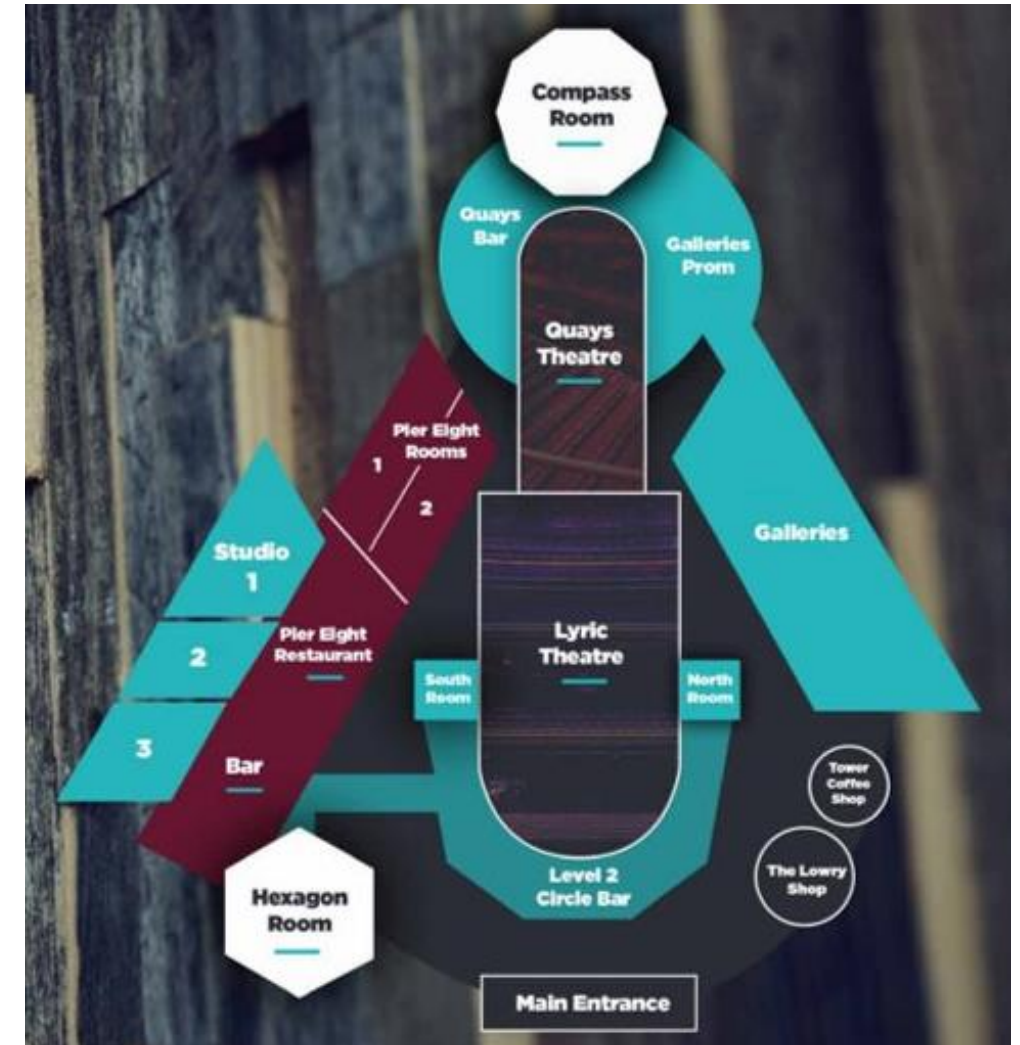 Compass
Room
Quays
Bar
Galleries
Prom
Quays
Theatre
Pier Eight
Rooms
1
2
Galleries
Studio
1
Lyric
Theatre
Pier Eight
Restaurant
2
South
Room
North
Room
3
Bar
Tower
Coffee
Shop
The Lowry
Shop
Level 2
Circle Bar
Hexagon
Room
Main Entrance